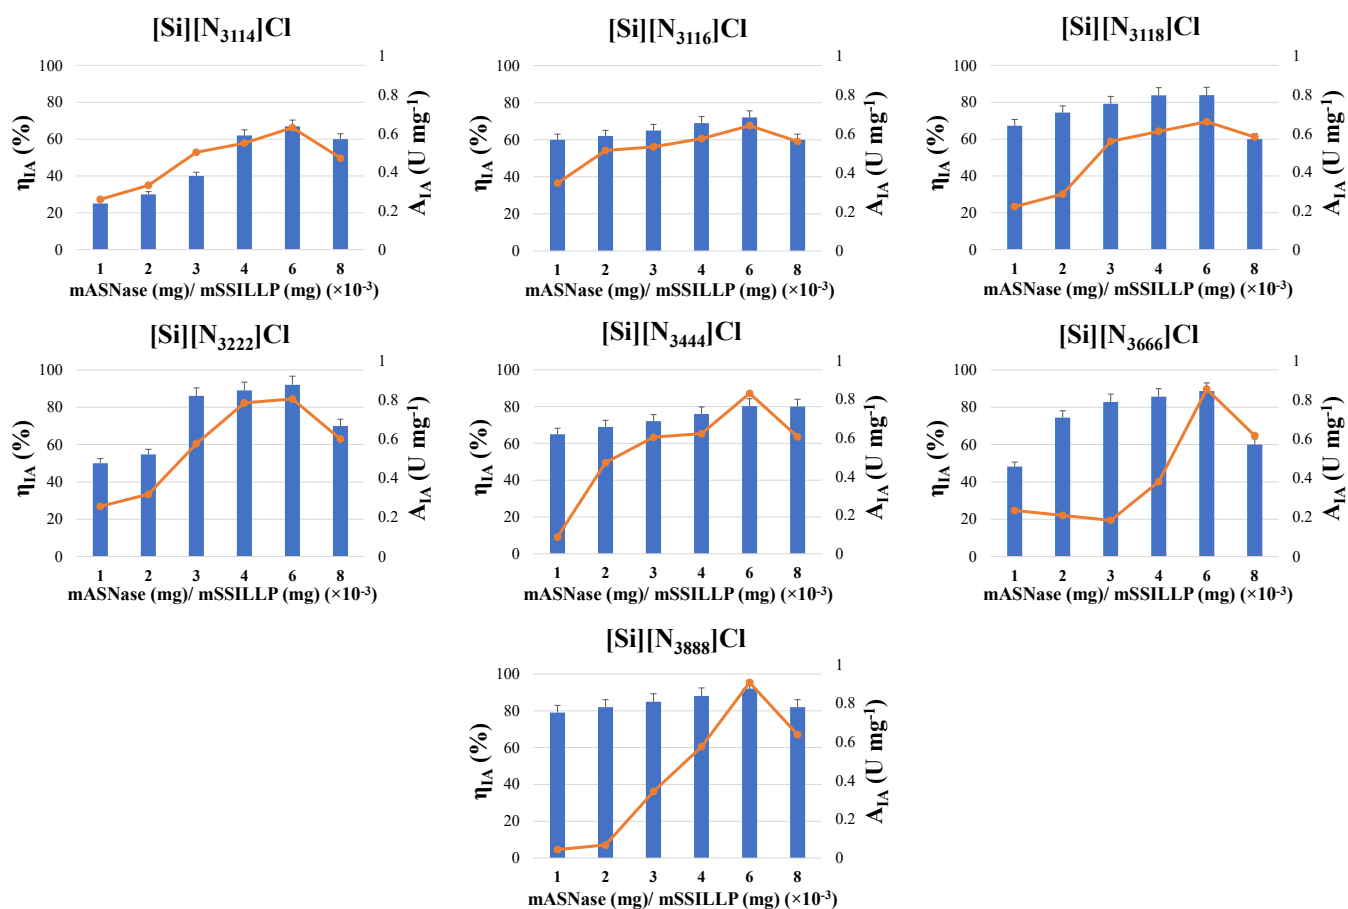 [Si][N3114]Cl
100
80
60
40
20
0
1
0.8
0.6
0.4
0.2
0
ηIA (%)
AIA (U mg-1)
1 2 3 4 6 8
mASNase (mg)/ mSSILLP (mg) (×10-3)
[Si][N3116]Cl
100
80
60
40
20
0
1
0.8
0.6
0.4
0.2
0
ηIA (%)
AIA (U mg-1)
1 2 3 4 6 8
mASNase (mg)/ mSSILLP (mg) (×10-3)
[Si][N3118]Cl
100
80
60
40
20
0
1
0.8
0.6
0.4
0.2
0
ηIA (%)
AIA (U mg-1)
1 2 3 4 6 8
mASNase (mg)/ mSSILLP (mg) (×10-3)
[Si][N3222]Cl
100
80
60
40
20
0
1
0.8
0.6
0.4
0.2
0
ηIA (%)
AIA (U mg-1)
1 2 3 4 6 8
mASNase (mg)/ mSSILLP (mg) (×10-3)
[Si][N3444]Cl
100
80
60
40
20
0
1
0.8
0.6
0.4
0.2
0
ηIA (%)
AIA (U mg-1)
1 2 3 4 6 8
mASNase (mg)/ mSSILLP (mg) (×10-3)
[Si][N3666]Cl
100
80
60
40
20
0
1
0.8
0.6
0.4
0.2
0
ηIA (%)
AIA (U mg-1)
1 2 3 4 6 8
mASNase (mg)/ mSSILLP (mg) (×10-3)
[Si][N3888]Cl
100
80
60
40
20
0
1
0.8
0.6
0.4
0.2
0
ηIA (%)
AIA (U mg-1)
1 2 3 4 6 8
mASNase (mg)/ mSSILLP (mg) (×10-3)